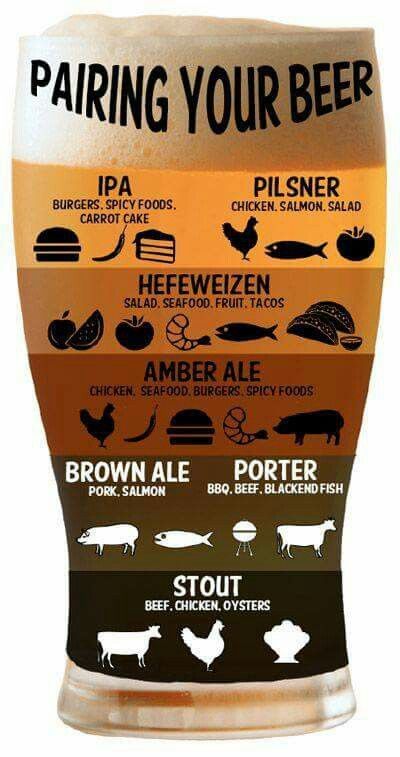 PAIRING YOUR BEER
IPA
BURGERS, SPICY FOODS,
CARROT CAKE
PILSNER
CHICKEN, SALMON, SALAD
HEFEWEIZEN
SALAD, SEAFOOD, FRUIT, TACOS
AMBER ALE
CHICKEN, SEAFOOD, BURGERS, SPICY FOODS
BROWN ALE
PORK, SALMON
PORTER
BBQ, BEEF, BLACKEND FISH
STOUT
BEEF, CHICKEN, OYSTERS